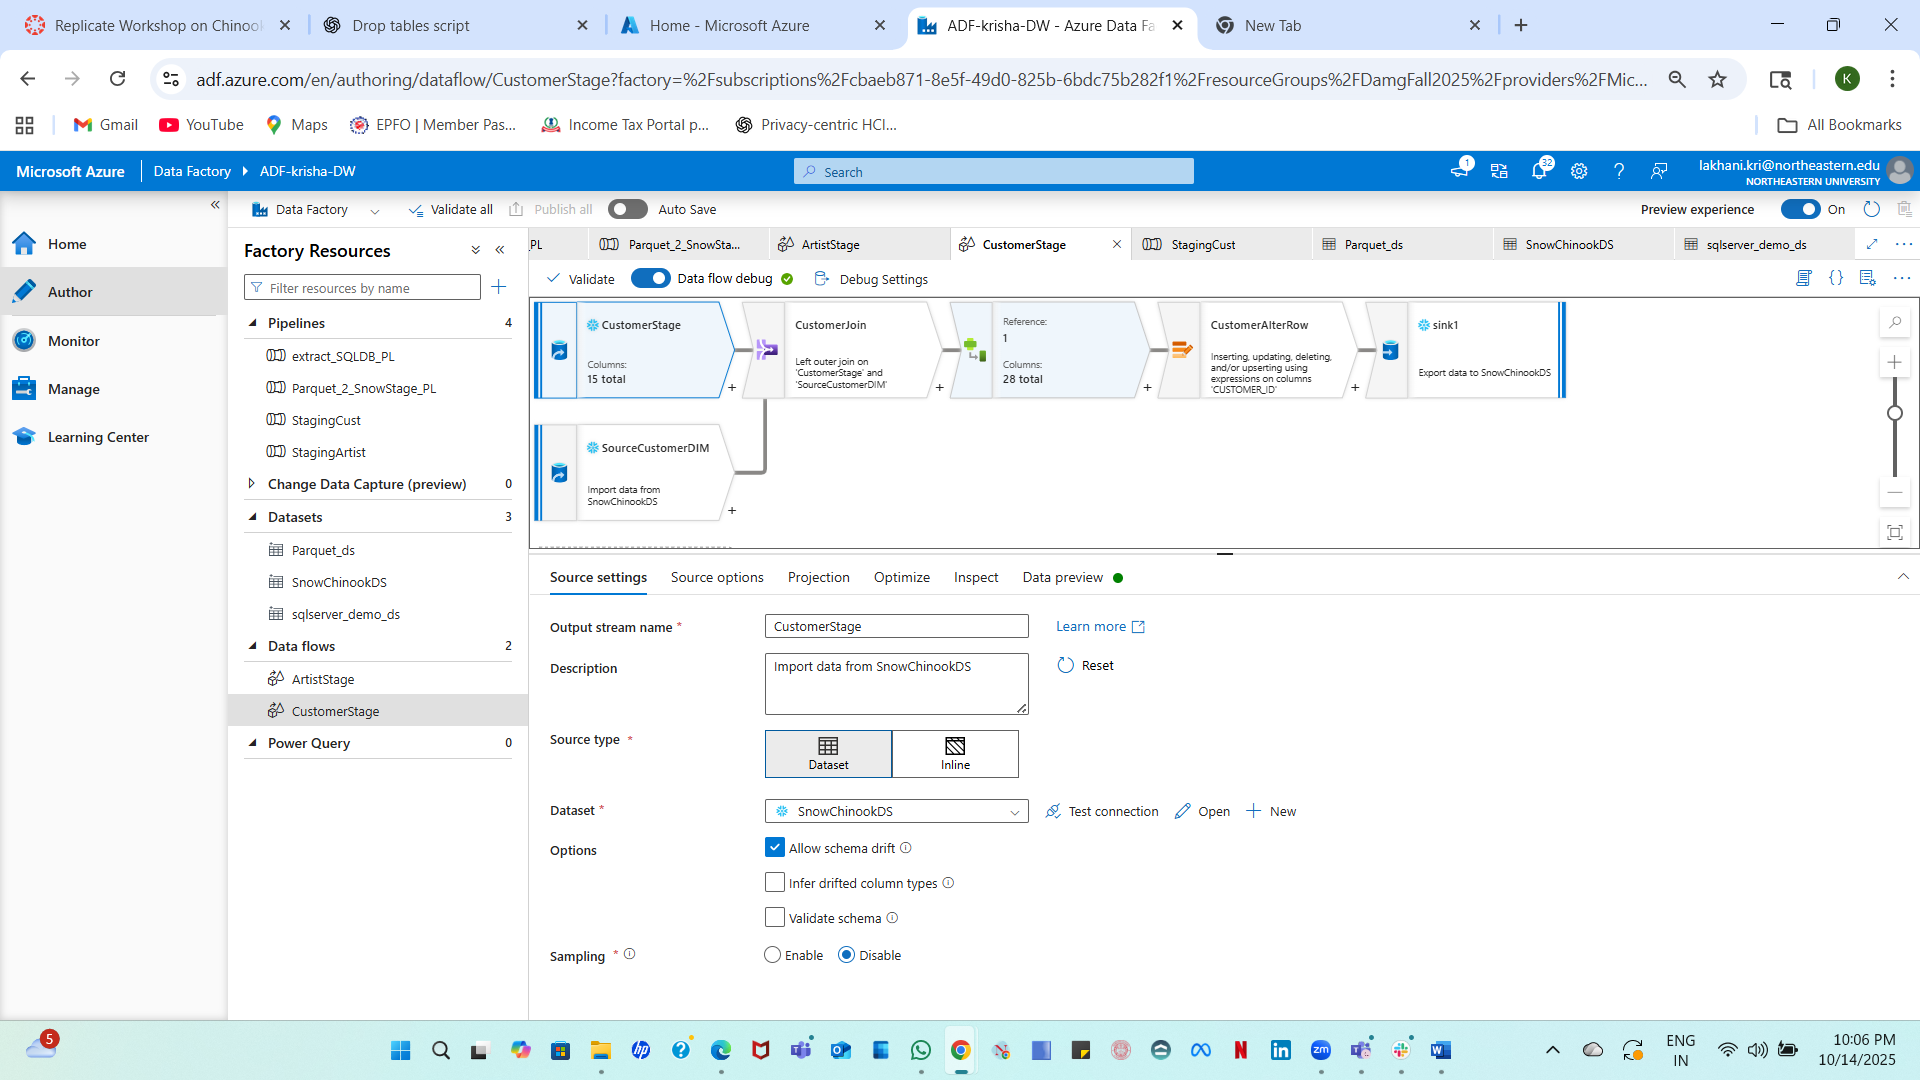 Replicate Workshop on Chinook
Drop tables script
Home - Microsoft Azure
ADF-krisha-DW - Azure Data Fa
New Tab
adf.azure.com/en/authoring/dataflow/CustomerStage?factory=%2Fsubscriptions%2Fcbaeb871-8e5f-49d0-825b-6bdc75b282f1%2FresourceGroups%2FDamgFall2025%2Fproviders%2FMic...
K
Gmail
YouTube
Maps
EPFO | Member Pas...
Income Tax Portal p...
Privacy-centric HCI...
All Bookmarks
Microsoft Azure
Data Factory
ADF-krisha-DW
Search
1
32
lakhani.kri@northeastern.edu
NORTHEASTERN UNIVERSITY
Data Factory
Validate all
Publish all
Auto Save
Preview experience
On
Home
Author
Monitor
Manage
Learning Center
Factory Resources
Filter resources by name
Pipelines 4
extract_SQLDB_PL
Parquet_2_SnowStage_PL
StagingCust
StagingArtist
Change Data Capture (preview) 0
Datasets 3
Parquet_ds
SnowChinookDS
sqlserver_demo_ds
Data flows 2
ArtistStage
CustomerStage
Power Query 0
_PL
Parquet_2_SnowSta...
ArtistStage
CustomerStage
StagingCust
Parquet_ds
SnowChinookDS
sqlserver_demo_ds
Validate
Data flow debug
Debug Settings
CustomerStage
Columns:
15 total
CustomerJoin
Left outer join on
'CustomerStage' and
'SourceCustomerDIM'
Reference:
1
Columns:
28 total
CustomerAlterRow
Inserting, updating, deleting,
and/or upserting using
expressions on columns
'CUSTOMER_ID'
sink1
Export data to SnowChinookDS
SourceCustomerDIM
Import data from
SnowChinookDS
Source settings
Source options
Projection
Optimize
Inspect
Data preview
Output stream name *
CustomerStage
Learn more
Description
Import data from SnowChinookDS
Reset
Source type *
Dataset
Inline
Dataset *
SnowChinookDS
Test connection
Open
New
Options
Allow schema drift
Infer drifted column types
Validate schema
Sampling *
Enable
Disable
5
ENG
IN
10:06 PM
10/14/2025